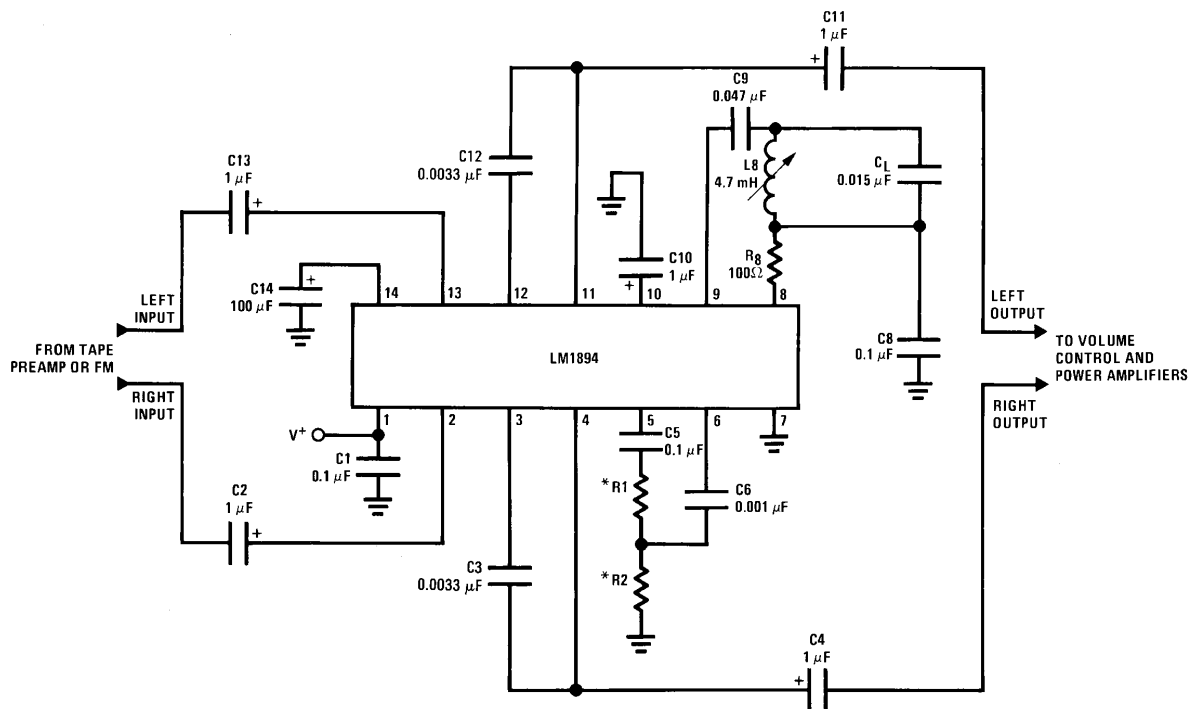 C11
1 μF
+
C9
0.047 μF
C12
0.0033 μF
L8
4.7 mH
CL
0.015 μF
C13
1 μF
+
C10
1 μF
+
R8
100Ω
C14
100 μF
+
14
13
12
11
10
9
8
LEFT
INPUT
LEFT
OUTPUT
C8
0.1 μF
FROM TAPE
PREAMP OR FM
LM1894
TO VOLUME
CONTROL AND
POWER AMPLIFIERS
RIGHT
INPUT
RIGHT
OUTPUT
1
2
3
4
5
6
7
V+
C1
0.1 μF
C5
0.1 μF
*R1
C6
0.001 μF
C2
1 μF
+
C3
0.0033 μF
*R2
C4
1 μF
+